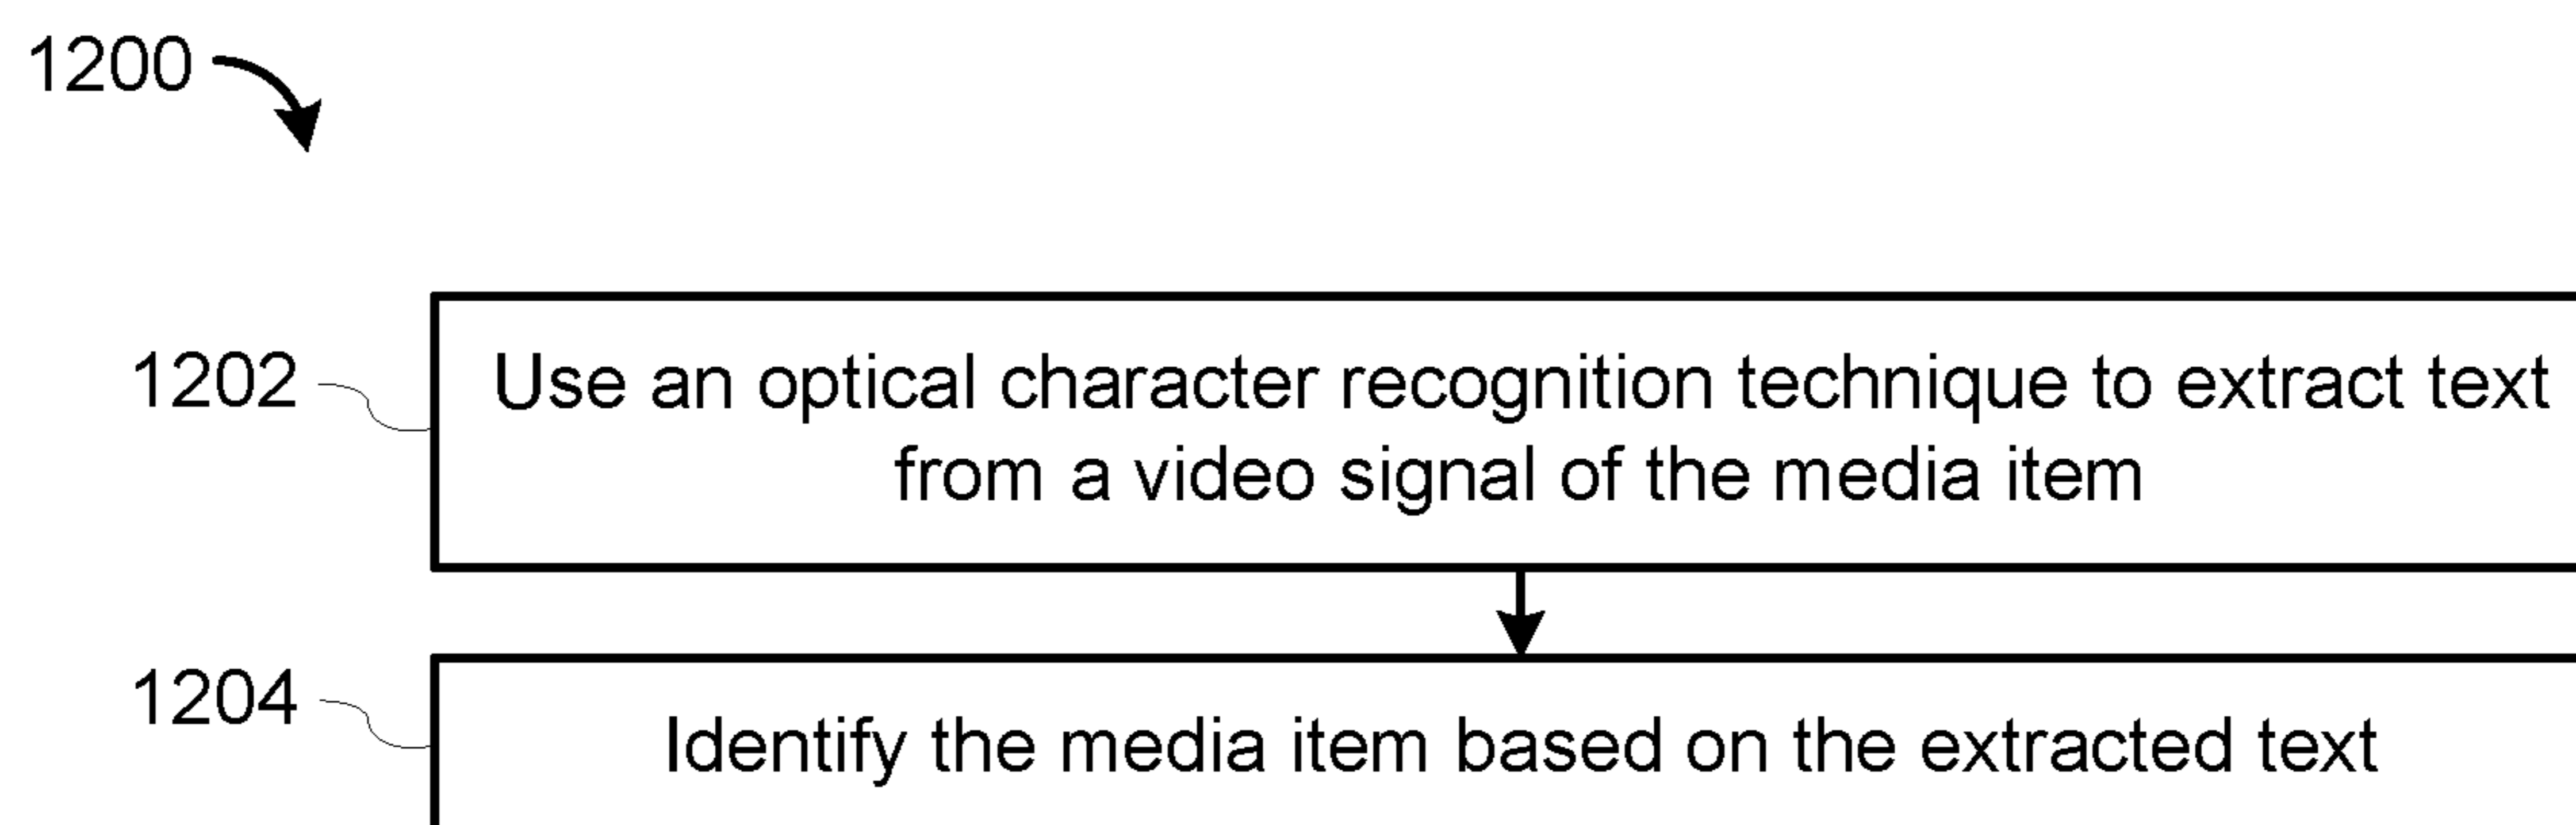 1200
1202
Use an optical character recognition technique to extract text
from a video signal of the media item
1204
Identify the media item based on the extracted text